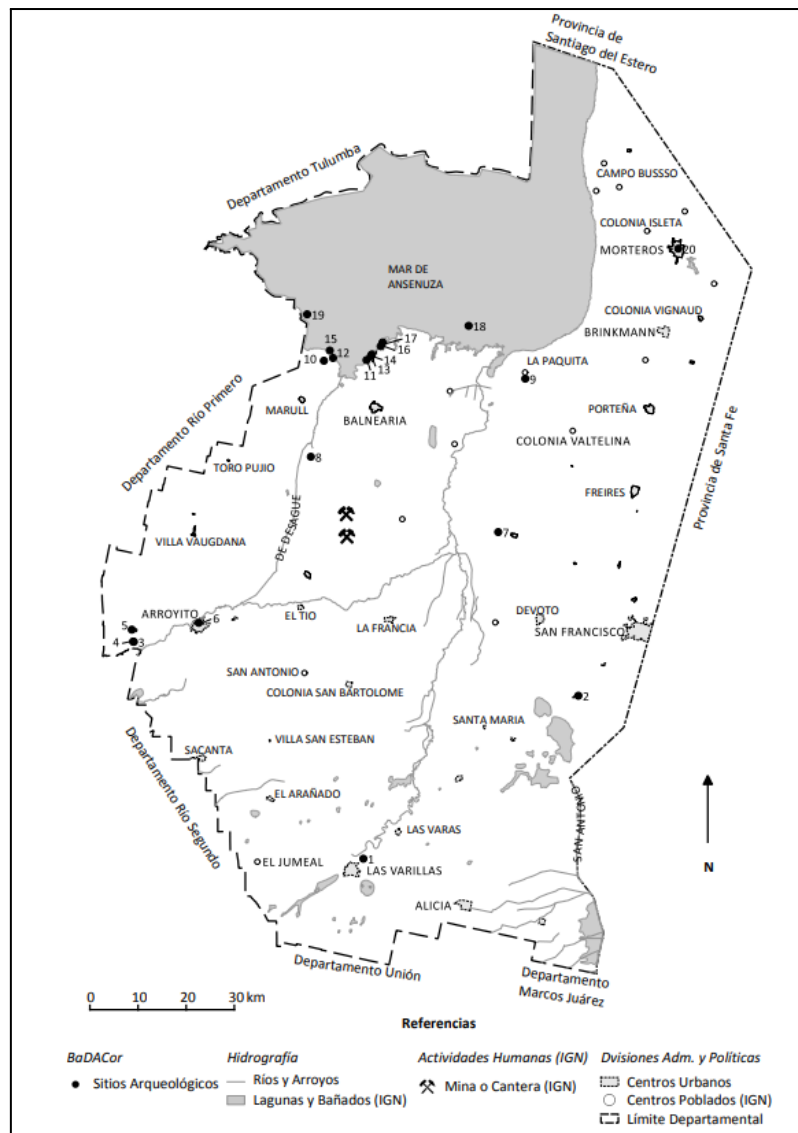 Provincia de
Santiago del Estero
Departamento Tulumba
CAMPO BUSSSO
COLONIA ISLETA
MORTEROS
20
MAR DE
ANSENUZA
COLONIA VIGNAUD
BRINKMANN
19
18
17
16
15
14
13
12
11
10
LA PAQUITA
9
Departamento Río Primero
MARULL
BALNEARIA
PORTEÑA
COLONIA VALTELINA
8
TORO PUJIO
FREIRES
Provincia de Santa Fe
DE DESAGUE
VILLA VAUGDANA
7
ARROYITO
6
5
4
3
EL TIO
LA FRANCIA
DEVOTO
SAN FRANCISCO
SAN ANTONIO
COLONIA SAN BARTOLOME
2
SANTA MARIA
VILLA SAN ESTEBAN
SACANTA
Departamento Río Segundo
EL ARAÑADO
SAN ANTONIO
LAS VARAS
1
EL JUMEAL
LAS VARILLAS
N
ALICIA
Departamento Unión
Departamento
Marcos Juárez
0 10 20 30 km
Referencias
BaDACor
Sitios Arqueológicos
Hidrografía
Ríos y Arroyos
Lagunas y Bañados (IGN)
Actividades Humanas (IGN)
Mina o Cantera (IGN)
Dvisiones Adm. y Políticas
Centros Urbanos
Centros Poblados (IGN)
Límite Departamental